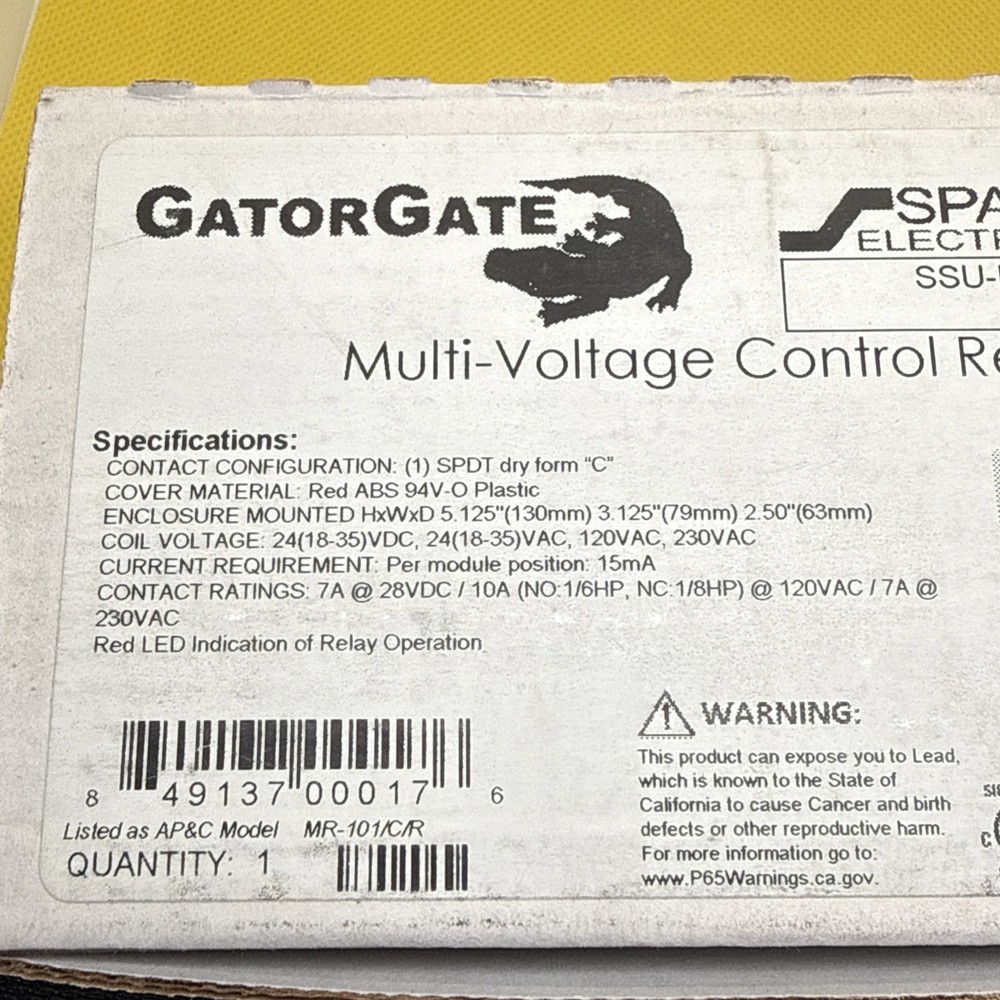 GATORGATE
SPA
ELECT
SSU-
Multi-Voltage Control Re
Specifications:
CONTACT CONFIGURATION: (1) SPDT dry form “C”
COVER MATERIAL: Red ABS 94V-O Plastic
ENCLOSURE MOUNTED HxWxD 5.125"(130mm) 3.125"(79mm) 2.50"(63mm)
COIL VOLTAGE: 24(18-35)VDC, 24(18-35)VAC, 120VAC, 230VAC
CURRENT REQUIREMENT: Per module position: 15mA
CONTACT RATINGS: 7A @ 28VDC / 10A (NO:1/6HP, NC:1/8HP) @ 120VAC / 7A @
230VAC
Red LED Indication of Relay Operation
8 49137 00017 6
Listed as AP&C Model MR-101/C/R
QUANTITY: 1
WARNING:
This product can expose you to Lead,
which is known to the State of
California to cause Cancer and birth
defects or other reproductive harm.
For more information go to:
www.P65Warnings.ca.gov.